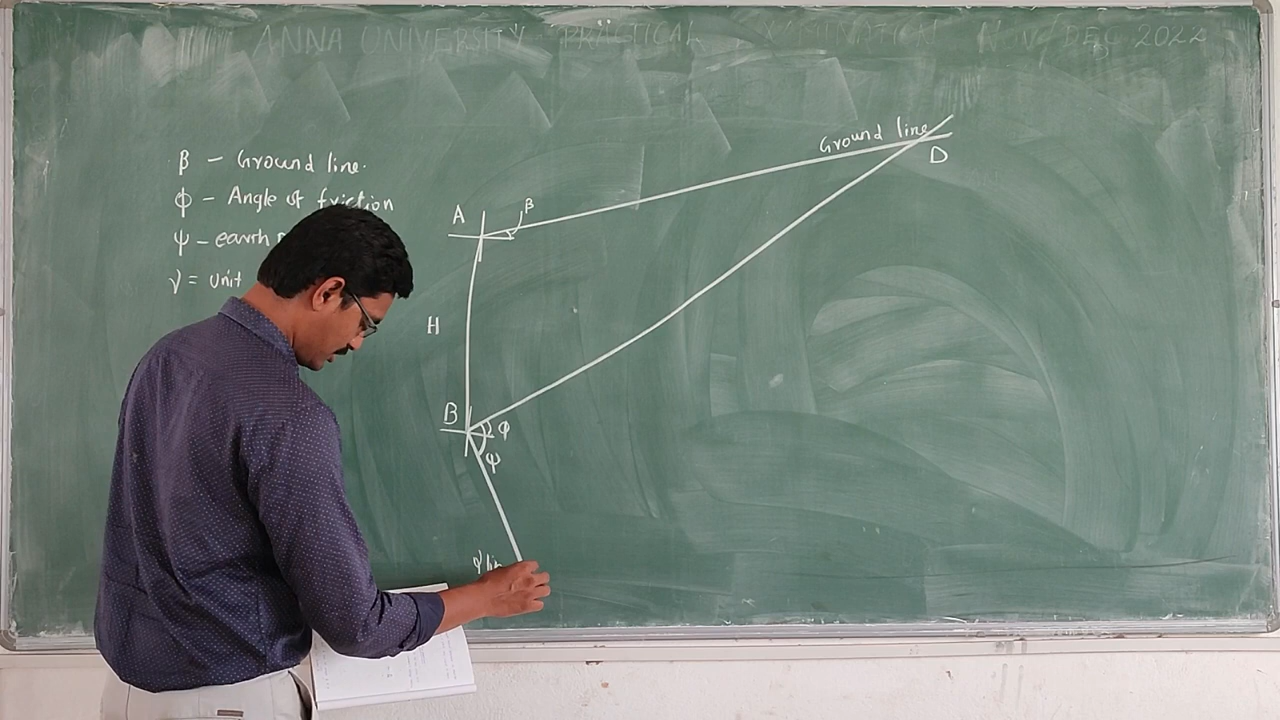 ANNA UNIVERSITY PRACTICAL EXAMINATION NOV/DEC 2022
β - Ground line.
ϕ - Angle of friction
ψ - earth
γ = unit
Ground line
D
A
β
H
B
φ
ψ